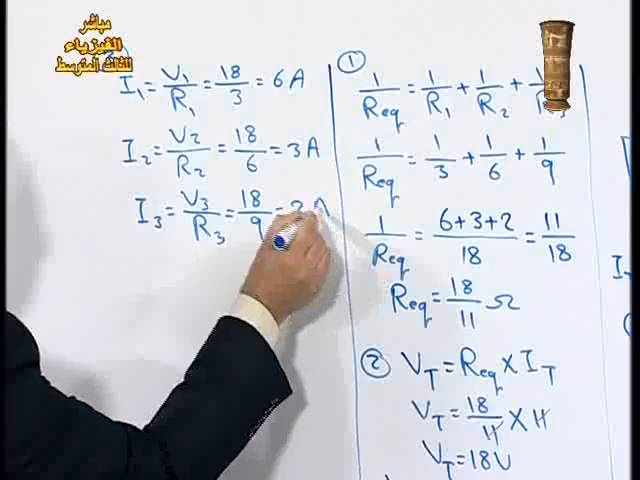 مباشر
الفيزياء
للثالث المتوسط
I₁ = V₁/R₁ = 18/3 = 6A
I₂ = V₂/R₂ = 18/6 = 3A
I₃ = V₃/R₃ = 18/9 =
①
1/Req = 1/R₁ + 1/R₂ +
1/Req = 1/3 + 1/6 + 1/9
1/Req = 6+3+2/18 = 11/18
Req = 18/11 Ω
② V_T = Req × I_T
V_T = 18/11 × 11
V_T = 18V